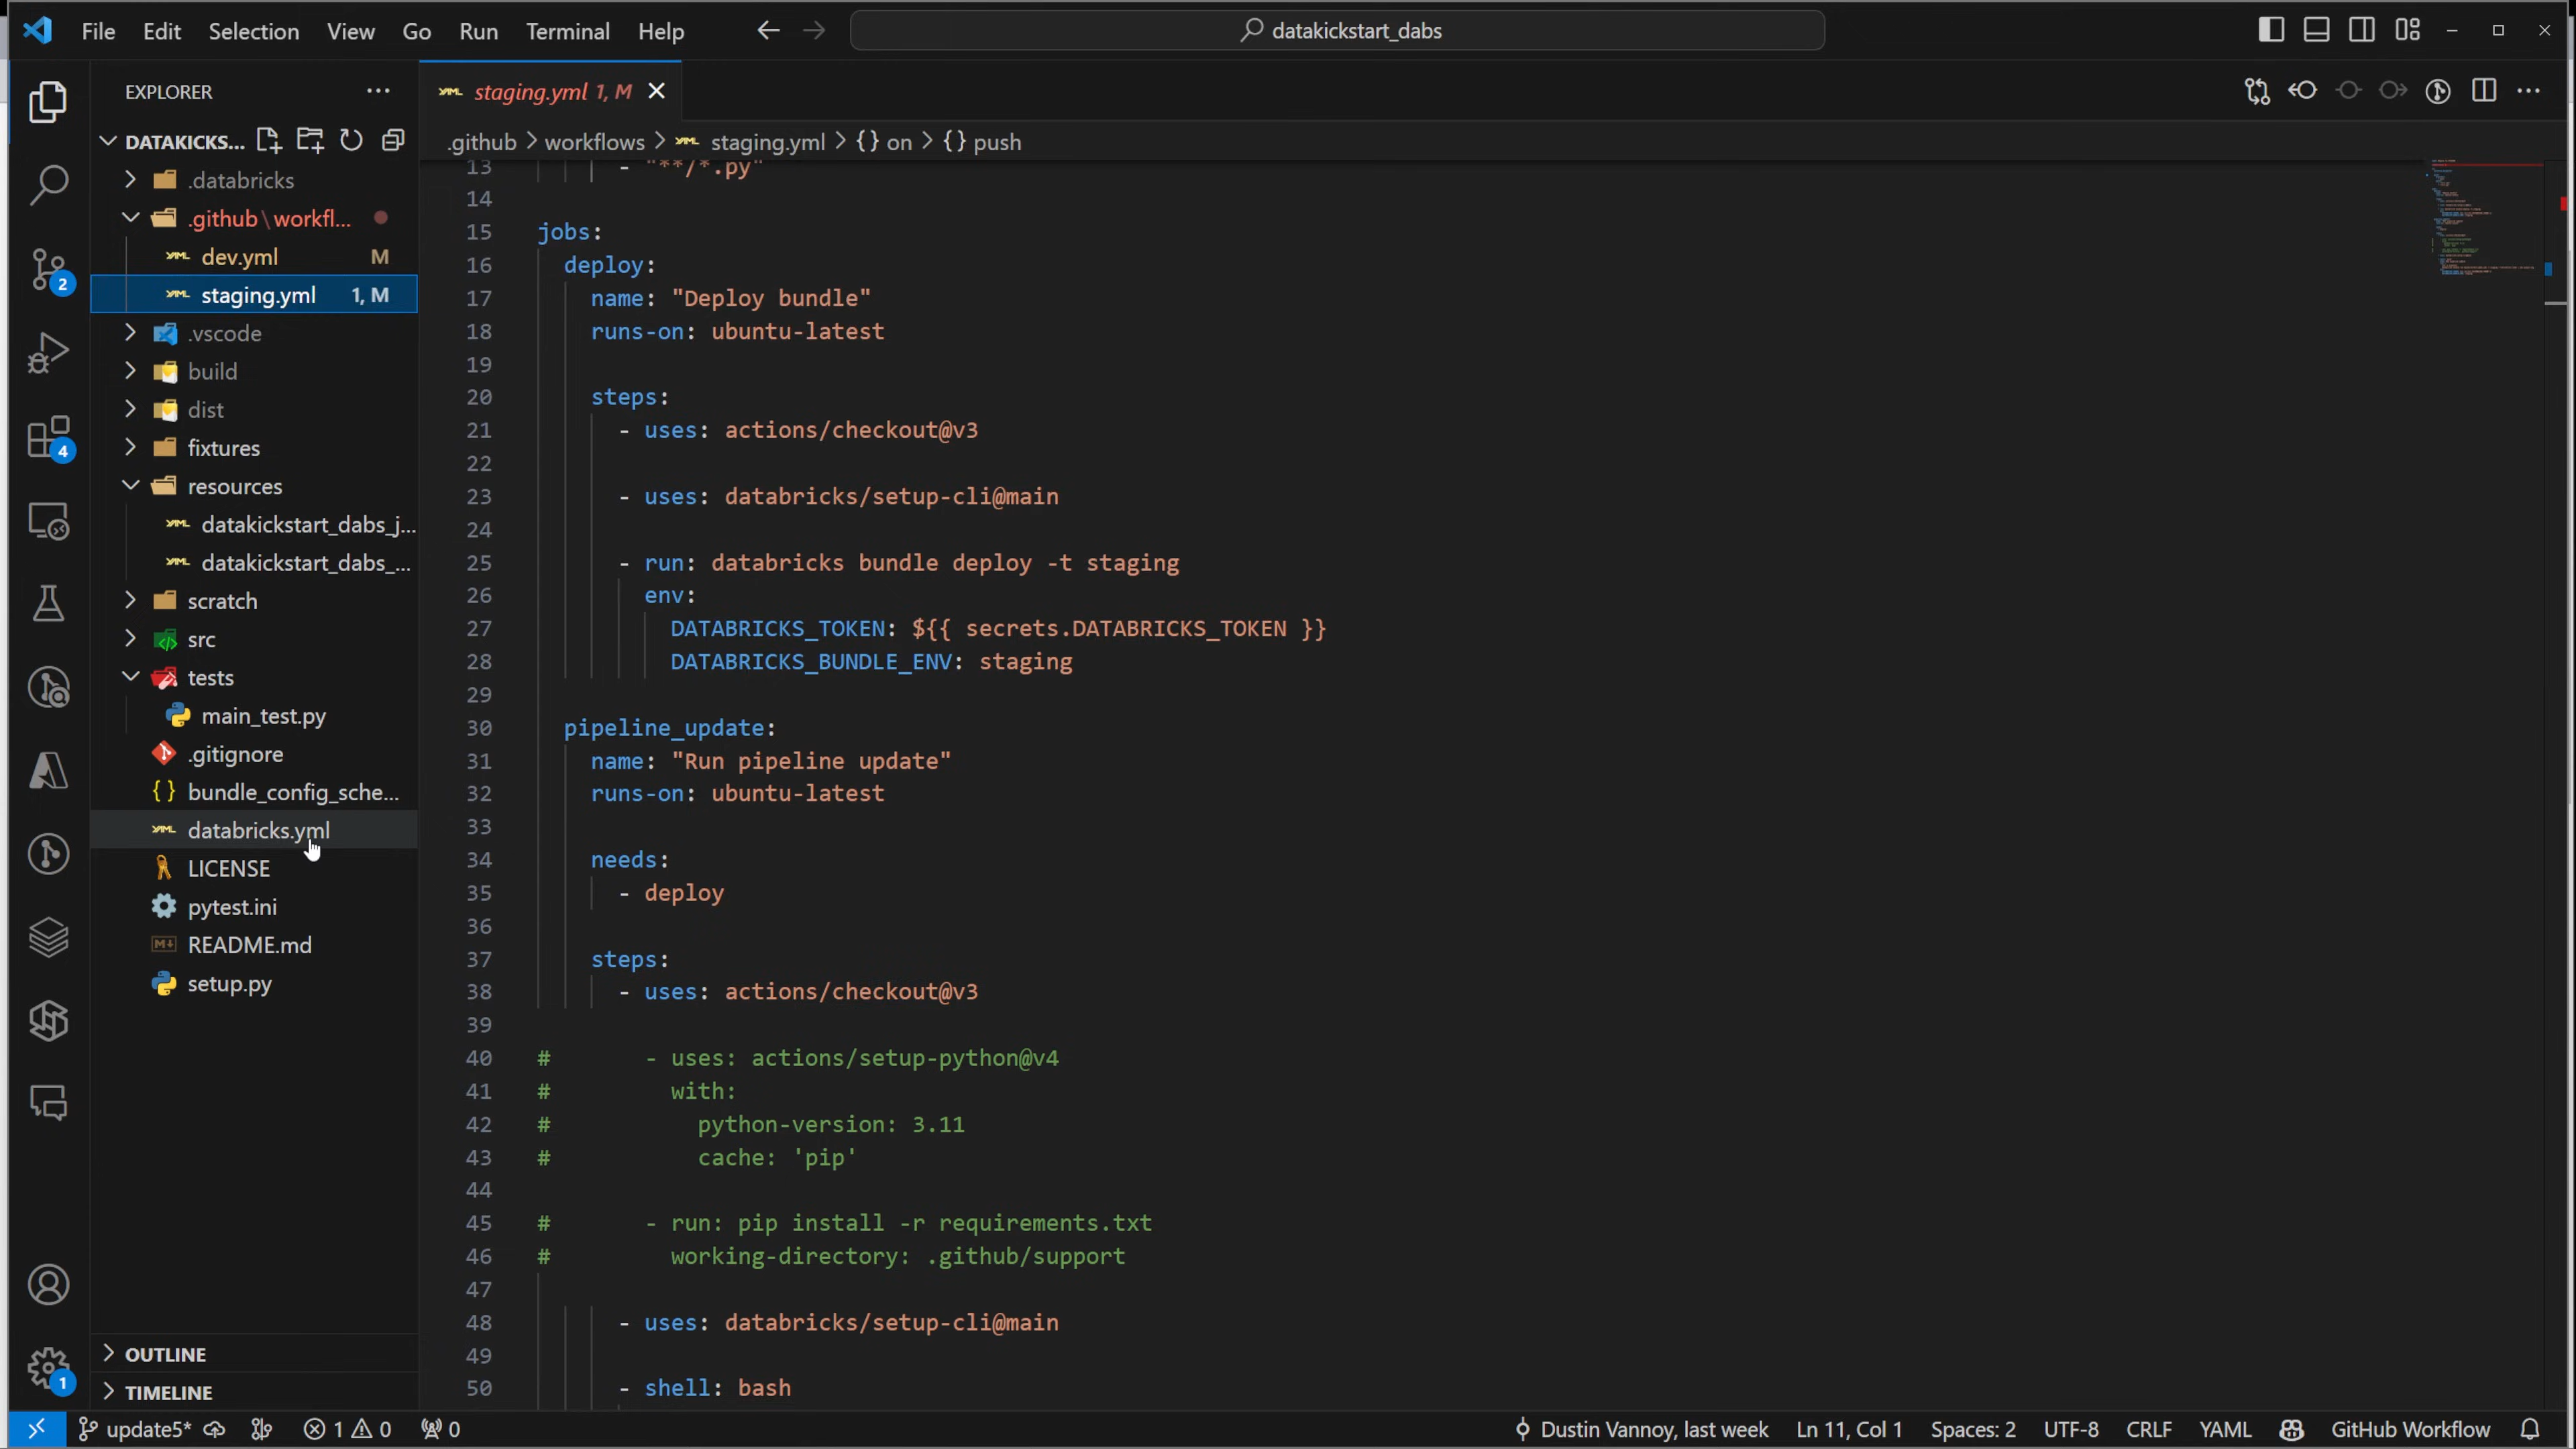 File Edit Selection View Go Run Terminal Help
datakickstart_dabs
EXPLORER
staging.yml 1, M
DATAKICKS...
.github > workflows > staging.yml > {} on > {} push
.databricks
.github\workfl...
dev.yml M
staging.yml 1, M
.vscode
build
dist
fixtures
resources
datakickstart_dabs_j...
datakickstart_dabs_...
scratch
src
tests
main_test.py
.gitignore
{} bundle_config_sche...
databricks.yml
LICENSE
pytest.ini
README.md
setup.py
OUTLINE
TIMELINE
2
4
1
13 - "**/*.py"
14
15 jobs:
16 deploy:
17 name: "Deploy bundle"
18 runs-on: ubuntu-latest
19
20 steps:
21 - uses: actions/checkout@v3
22
23 - uses: databricks/setup-cli@main
24
25 - run: databricks bundle deploy -t staging
26 env:
27 DATABRICKS_TOKEN: ${{ secrets.DATABRICKS_TOKEN }}
28 DATABRICKS_BUNDLE_ENV: staging
29
30 pipeline_update:
31 name: "Run pipeline update"
32 runs-on: ubuntu-latest
33
34 needs:
35 - deploy
36
37 steps:
38 - uses: actions/checkout@v3
39
40 # - uses: actions/setup-python@v4
41 # with:
42 # python-version: 3.11
43 # cache: 'pip'
44
45 # - run: pip install -r requirements.txt
46 # working-directory: .github/support
47
48 - uses: databricks/setup-cli@main
49
50 - shell: bash
update5* 1 0 0 Dustin Vannoy, last week Ln 11, Col 1 Spaces: 2 UTF-8 CRLF YAML GitHub Workflow